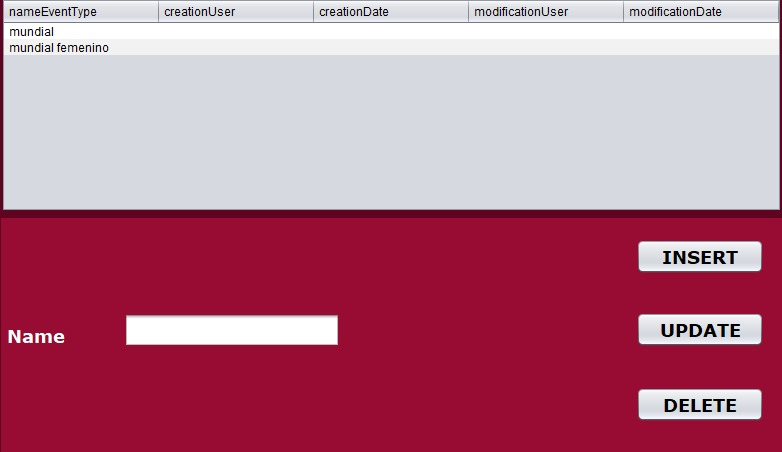 nameEventType creationUser creationDate modificationUser modificationDate
mundial
mundial femenino
INSERT
Name
UPDATE
DELETE